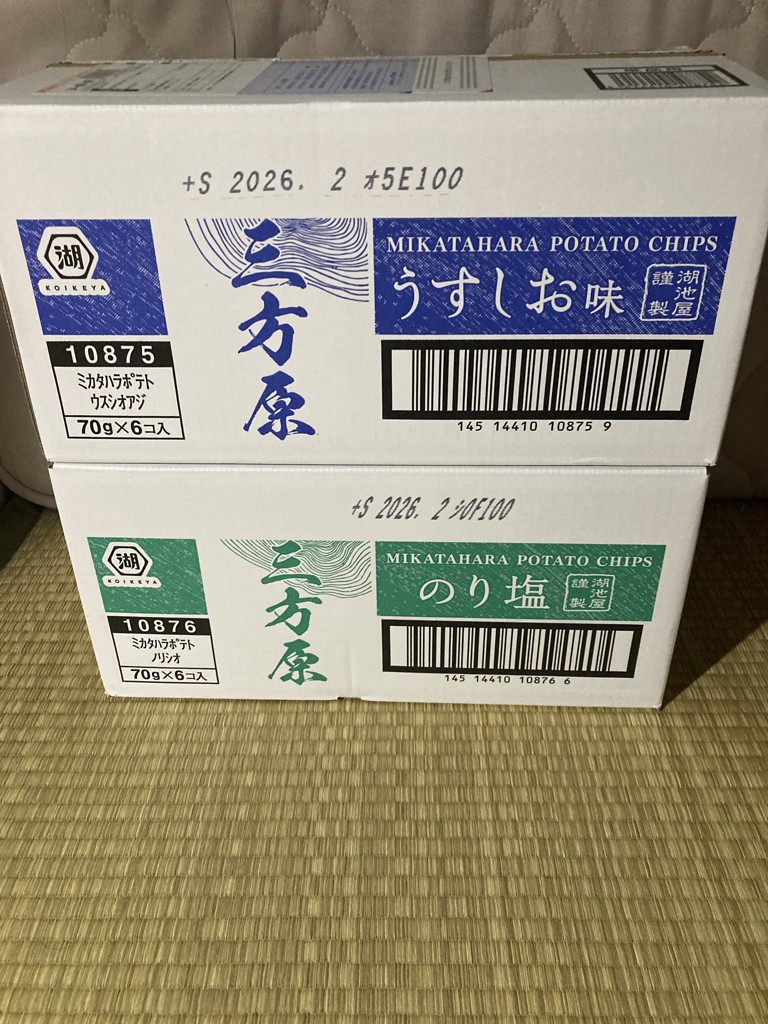 +S 2026. 2 オ5E100
湖
KOIKEYA
三方原
MIKATAHARA POTATO CHIPS
うすしお味
湖池屋
謹製
10875
ミカタハラポテト
ウスシオアジ
70g×6コ入
145 14410 10875 9
+S 2026. 2 シ0F100
湖
KOIKEYA
三方原
MIKATAHARA POTATO CHIPS
のり塩
湖池屋
謹製
10876
ミカタハラポテト
ノリシオ
70g×6コ入
145 14410 10876 6